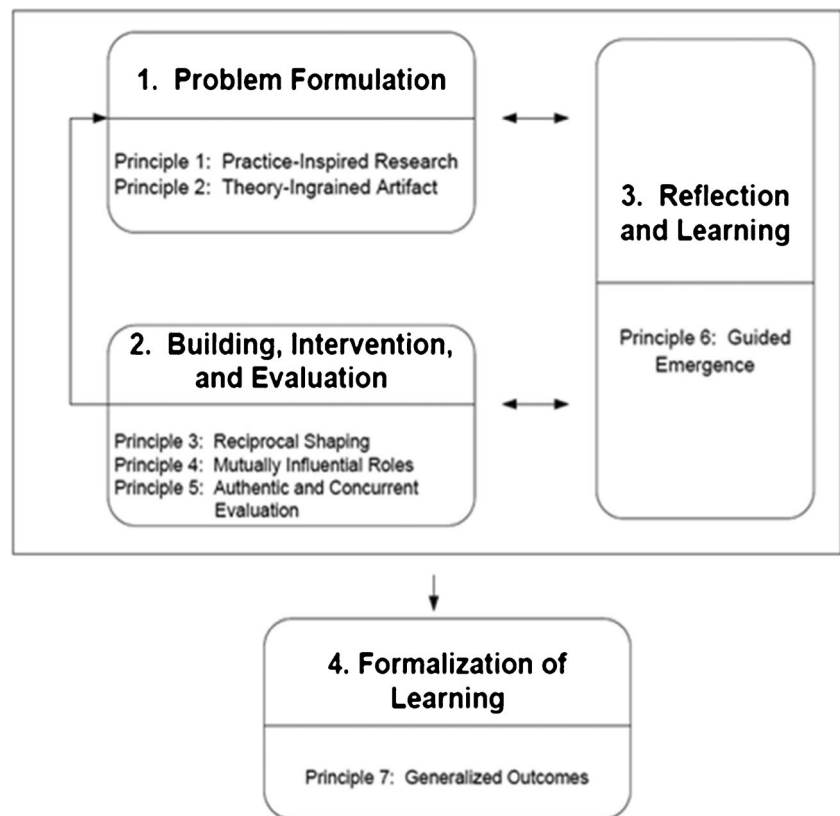 1. Problem Formulation
Principle 1: Practice-Inspired Research
Principle 2: Theory-Ingrained Artifact
2. Building, Intervention,
and Evaluation
Principle 3: Reciprocal Shaping
Principle 4: Mutually Influential Roles
Principle 5: Authentic and Concurrent
Evaluation
3. Reflection
and Learning
Principle 6: Guided
Emergence
4. Formalization of
Learning
Principle 7: Generalized Outcomes